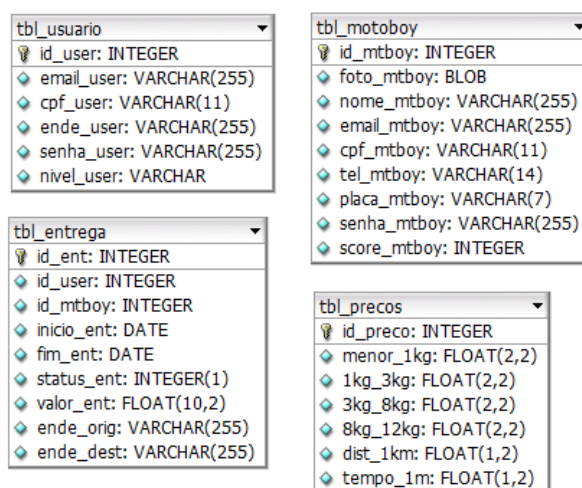 tbl_usuario
id_user: INTEGER
email_user: VARCHAR(255)
cpf_user: VARCHAR(11)
ende_user: VARCHAR(255)
senha_user: VARCHAR(255)
nivel_user: VARCHAR
tbl_motoboy
id_mtboy: INTEGER
foto_mtboy: BLOB
nome_mtboy: VARCHAR(255)
email_mtboy: VARCHAR(255)
cpf_mtboy: VARCHAR(11)
tel_mtboy: VARCHAR(14)
placa_mtboy: VARCHAR(7)
senha_mtboy: VARCHAR(255)
score_mtboy: INTEGER
tbl_entrega
id_ent: INTEGER
id_user: INTEGER
id_mtboy: INTEGER
inicio_ent: DATE
fim_ent: DATE
status_ent: INTEGER(1)
valor_ent: FLOAT(10,2)
ende_orig: VARCHAR(255)
ende_dest: VARCHAR(255)
tbl_precos
id_preco: INTEGER
menor_1kg: FLOAT(2,2)
1kg_3kg: FLOAT(2,2)
3kg_8kg: FLOAT(2,2)
8kg_12kg: FLOAT(2,2)
dist_1km: FLOAT(1,2)
tempo_1m: FLOAT(1,2)